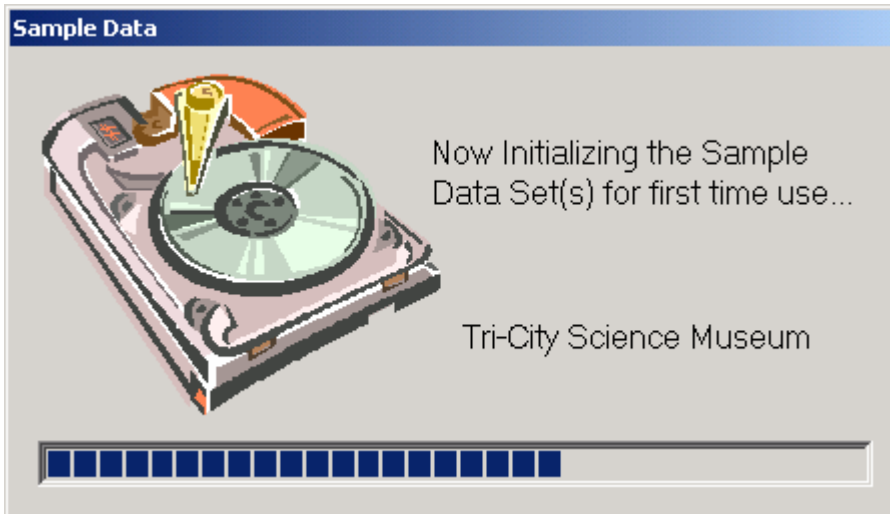 Sample Data
Now Initializing the Sample
Data Set(s) for first time use...
Tri-City Science Museum